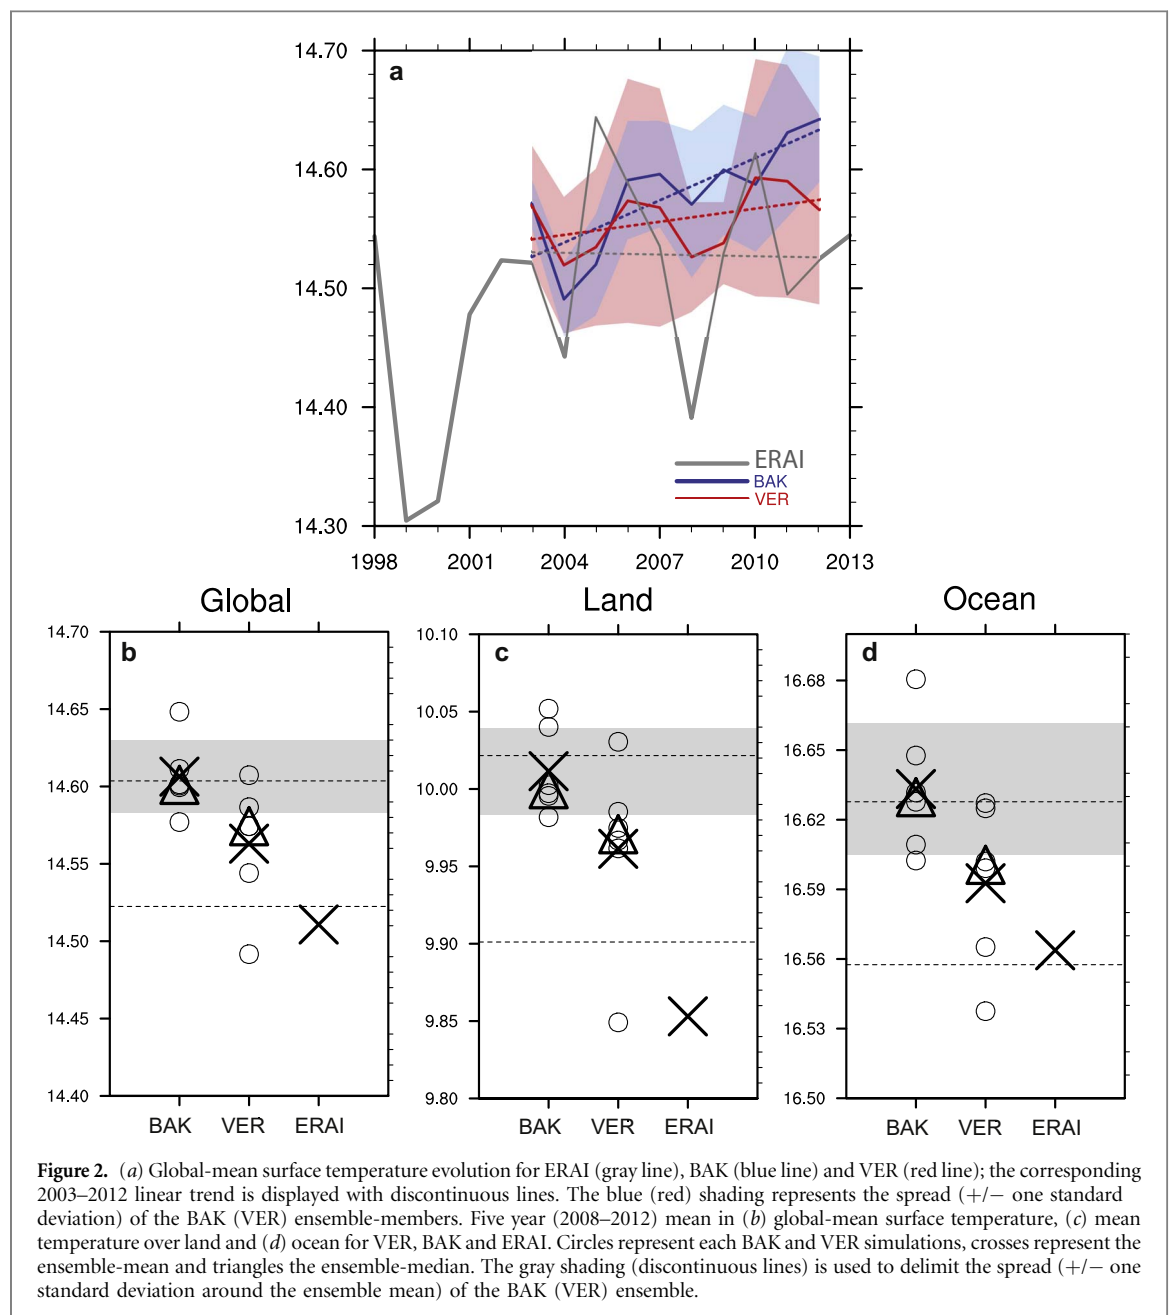 14.70
14.60
14.50
14.40
14.30
a
ERAI
BAK
VER
1998 2001 2004 2007 2010 2013
Global Land Ocean
b
14.70
14.65
14.60
14.55
14.50
14.45
14.40
BAK VER ERAI
c
10.10
10.05
10.00
9.95
9.90
9.85
9.80
BAK VER ERAI
d
16.68
16.65
16.62
16.59
16.56
16.53
16.50
BAK VER ERAI
Figure 2. (a) Global-mean surface temperature evolution for ERAI (gray line), BAK (blue line) and VER (red line); the corresponding
2003–2012 linear trend is displayed with discontinuous lines. The blue (red) shading represents the spread (+/− one standard
deviation) of the BAK (VER) ensemble-members. Five year (2008–2012) mean in (b) global-mean surface temperature, (c) mean
temperature over land and (d) ocean for VER, BAK and ERAI. Circles represent each BAK and VER simulations, crosses represent the
ensemble-mean and triangles the ensemble-median. The gray shading (discontinuous lines) is used to delimit the spread (+/− one
standard deviation around the ensemble mean) of the BAK (VER) ensemble.